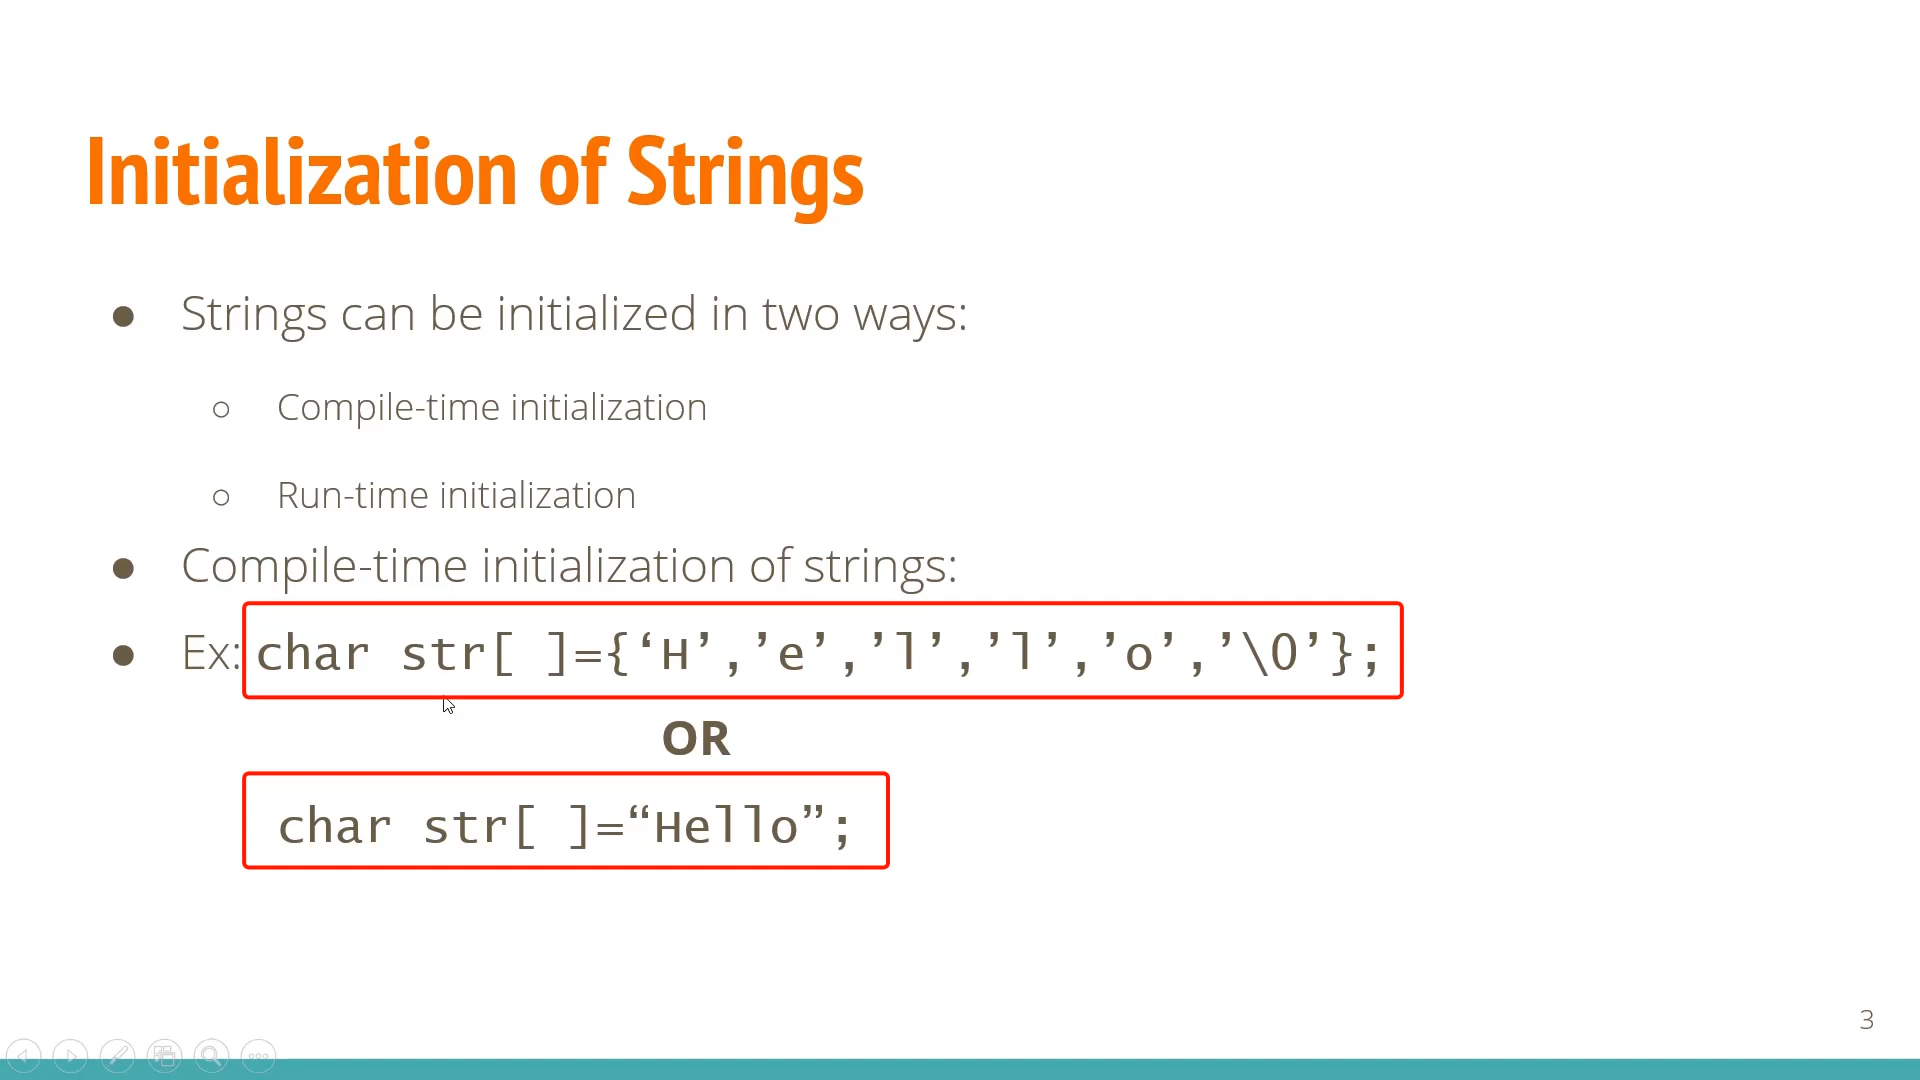 Initialization of Strings
● Strings can be initialized in two ways:
○ Compile-time initialization
○ Run-time initialization
● Compile-time initialization of strings:
● Ex: char str[ ]={‘H’,’e’,’l’,’l’,’o’,’\0’};
OR
char str[ ]=“Hello”;
3